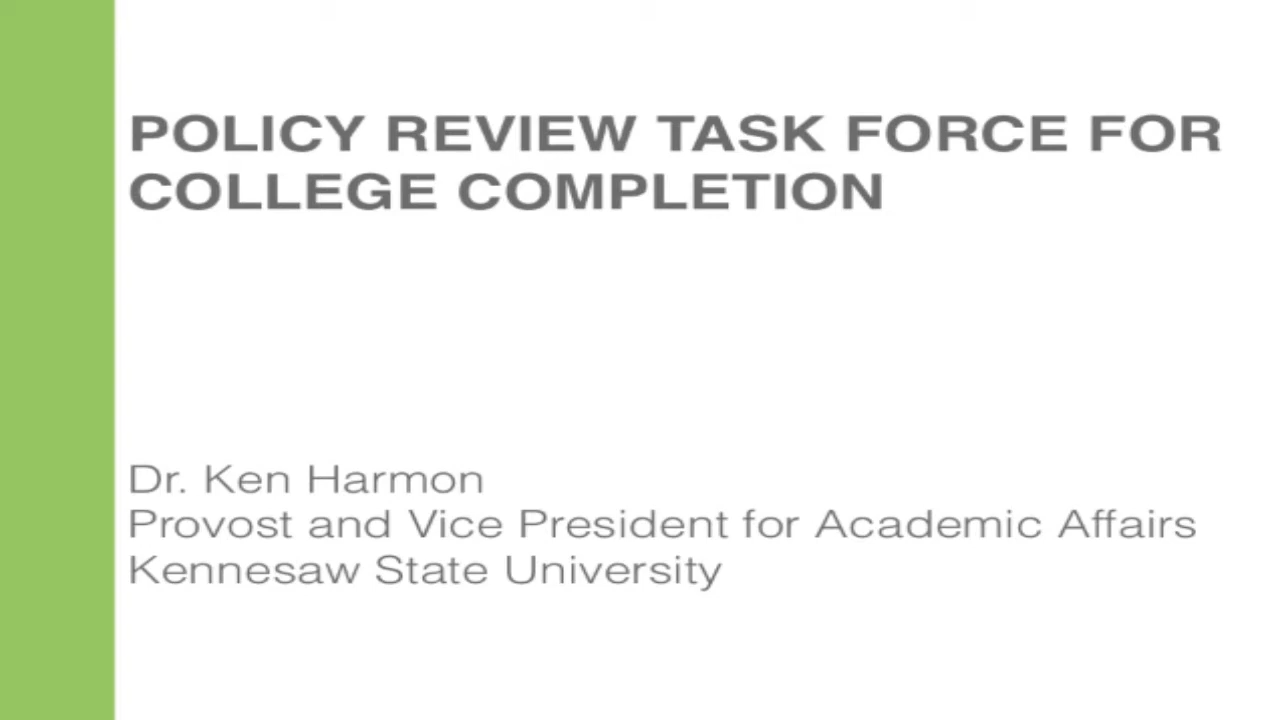 POLICY REVIEW TASK FORCE FOR
COLLEGE COMPLETION
Dr. Ken Harmon
Provost and Vice President for Academic Affairs
Kennesaw State University